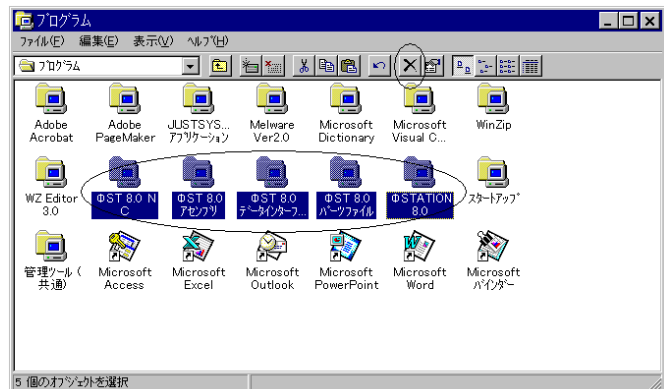 ﾌﾟﾛｸﾞﾗﾑ
ﾌｧｲﾙ(F) 編集(E) 表示(V) ﾍﾙﾌﾟ(H)
ﾌﾟﾛｸﾞﾗﾑ
Adobe Acrobat
Adobe PageMaker
JUSTSYS... ｱﾌﾟﾘｹｰｼｮﾝ
Melware Ver2.0
Microsoft Dictionary
Microsoft Visual C...
WinZip
WZ Editor 3.0
ΦST 8.0 NC
ΦST 8.0 ｱｾﾝﾌﾞﾘ
ΦST 8.0 ﾃﾞｰﾀｲﾝﾀｰﾌ...
ΦST 8.0 ﾊﾟｰﾂﾌｧｲﾙ
ΦSTATION 8.0
ｽﾀｰﾄｱｯﾌﾟ
管理ﾂｰﾙ (共通)
Microsoft Access
Microsoft Excel
Microsoft Outlook
Microsoft PowerPoint
Microsoft Word
Microsoft ﾊﾞｲﾝﾀﾞｰ
5 個のｵﾌﾞｼﾞｪｸﾄを選択